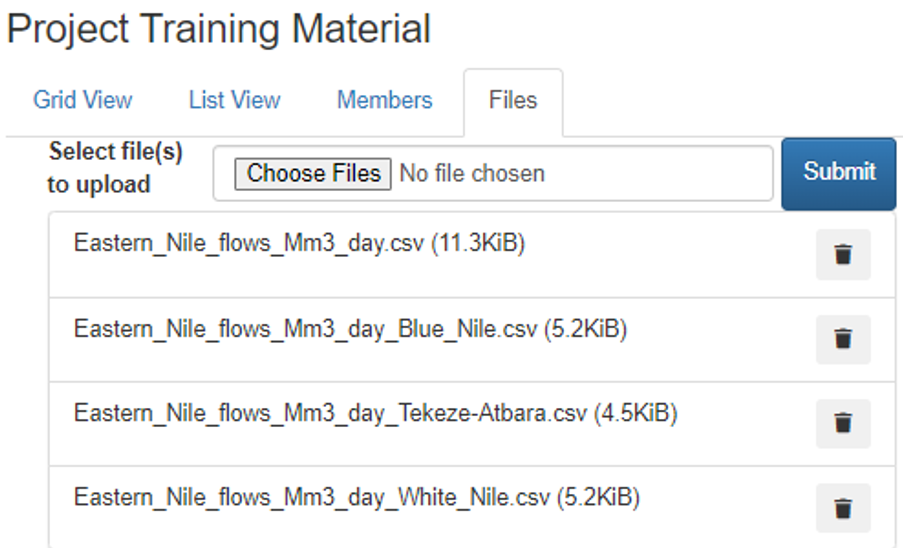 Project Training Material
Grid View
List View
Members
Files
Select file(s)
to upload
Choose Files No file chosen
Submit
Eastern_Nile_flows_Mm3_day.csv (11.3KiB)
Eastern_Nile_flows_Mm3_day_Blue_Nile.csv (5.2KiB)
Eastern_Nile_flows_Mm3_day_Tekeze-Atbara.csv (4.5KiB)
Eastern_Nile_flows_Mm3_day_White_Nile.csv (5.2KiB)